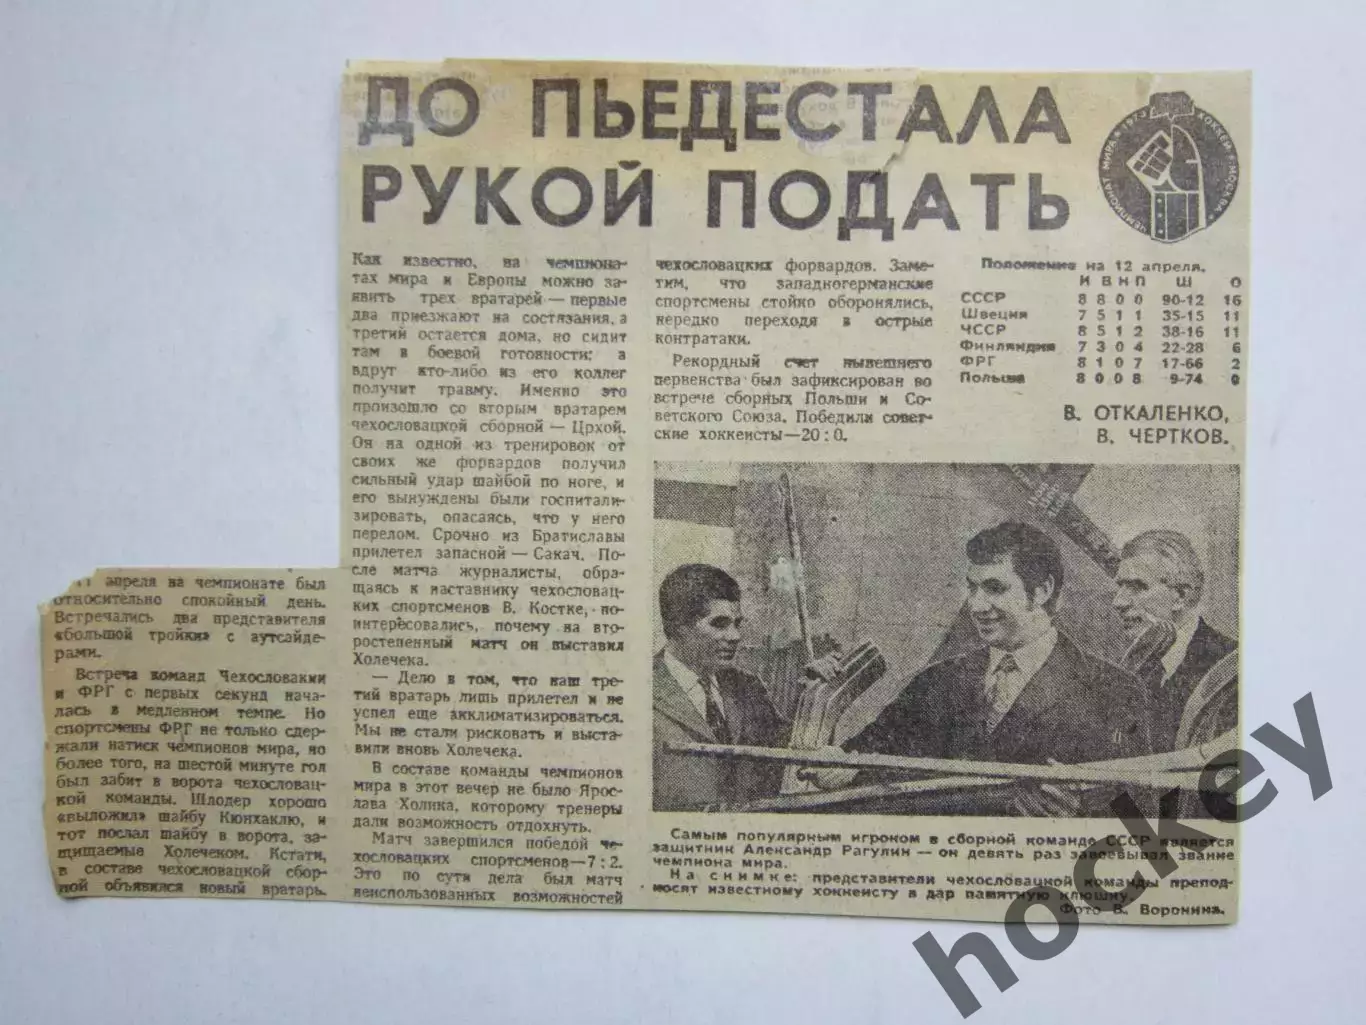 ДО ПЬЕДЕСТАЛА
РУКОЙ ПОДАТЬ
ЧЕМПИОНАТ МИРА * 1973 ХОККЕЙ * МОСКВА *
11 апреля на чемпионате был
относительно спокойный день.
Встречались два представителя
«большой тройки» с аутсайде-
рами.
Встреча команд Чехословакии
и ФРГ с первых секунд нача-
лась в медленном темпе. Но
спортсмены ФРГ не только сдер-
жали натиск чемпионов мира, но
более того, на шестой минуте гол
был забит в ворота чехословац-
кой команды. Шлодер хорошо
«выложил» шайбу Кюнхаклю, и
тот послал шайбу в ворота, за-
щищаемые Холечеком. Кстати,
в составе чехословацкой сбор-
ной объявился новый вратарь.
Как известно, на чемпиона-
тах мира и Европы можно за-
явить трех вратарей — первые
два приезжают на состязания, а
третий остается дома, но сидит
там в боевой готовности: а
вдруг кто-либо из его коллег
получит травму. Именно это
произошло со вторым вратарем
чехословацкой сборной — Црхой.
Он на одной из тренировок от
своих же форвардов получил
сильный удар шайбой по ноге, и
его вынуждены были госпитали-
зировать, опасаясь, что у него
перелом. Срочно из Братиславы
прилетел запасной — Сакач. По-
сле матча журналисты, обра-
щаясь к наставнику чехословац-
ких спортсменов В. Костке, по-
интересовались, почему на вто-
ростепенный матч он выставил
Холечека.
— Дело в том, что наш тре-
тий вратарь лишь прилетел и не
успел еще акклиматизироваться.
Мы не стали рисковать и выста-
вили вновь Холечека.
В составе команды чемпионов
мира в этот вечер не было Яро-
слава Холика, которому тренеры
дали возможность отдохнуть.
Матч завершился победой че-
хословацких спортсменов—7:2.
Это по сути дела был матч
неиспользованных возможностей
чехословацких форвардов. Заме-
тим, что западногерманские
спортсмены стойко оборонялись,
нередко переходя в острые
контратаки.
Рекордный счет нынешнего
первенства был зафиксирован во
встрече сборных Польши и Со-
ветского Союза. Победили совет-
ские хоккеисты—20:0.
Положение на 12 апреля.
И В Н П Ш О
СССР 8 8 0 0 90-12 16
Швеция 7 5 1 1 35-15 11
ЧССР 8 5 1 2 38-16 11
Финляндия 7 3 0 4 22-28 6
ФРГ 8 1 0 7 17-66 2
Польша 8 0 0 8 9-74 0
В. ОТКАЛЕНКО,
В. ЧЕРТКОВ.
Самым популярным игроком в сборной команде СССР является
защитник Александр Рагулин — он девять раз завоевывал звание
чемпиона мира.
На снимке: представители чехословацкой команды препод-
носят известному хоккеисту в дар памятную клюшку.
Фото В. Воронина.
hockey